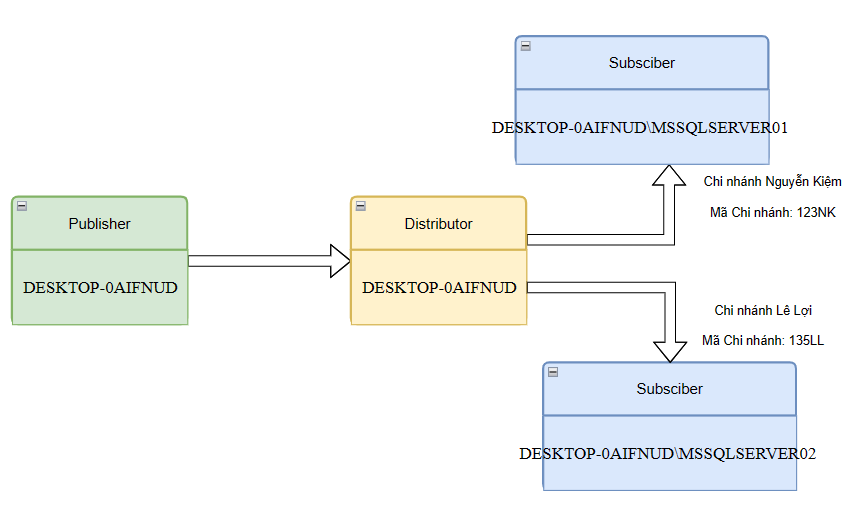 Publisher
DESKTOP-0AIFNUD
Distributor
DESKTOP-0AIFNUD
Subsciber
DESKTOP-0AIFNUD\MSSQLSERVER01
Chi nhánh Nguyễn Kiệm
Mã Chi nhánh: 123NK
Chi nhánh Lê Lợi
Mã Chi nhánh: 135LL
Subsciber
DESKTOP-0AIFNUD\MSSQLSERVER02